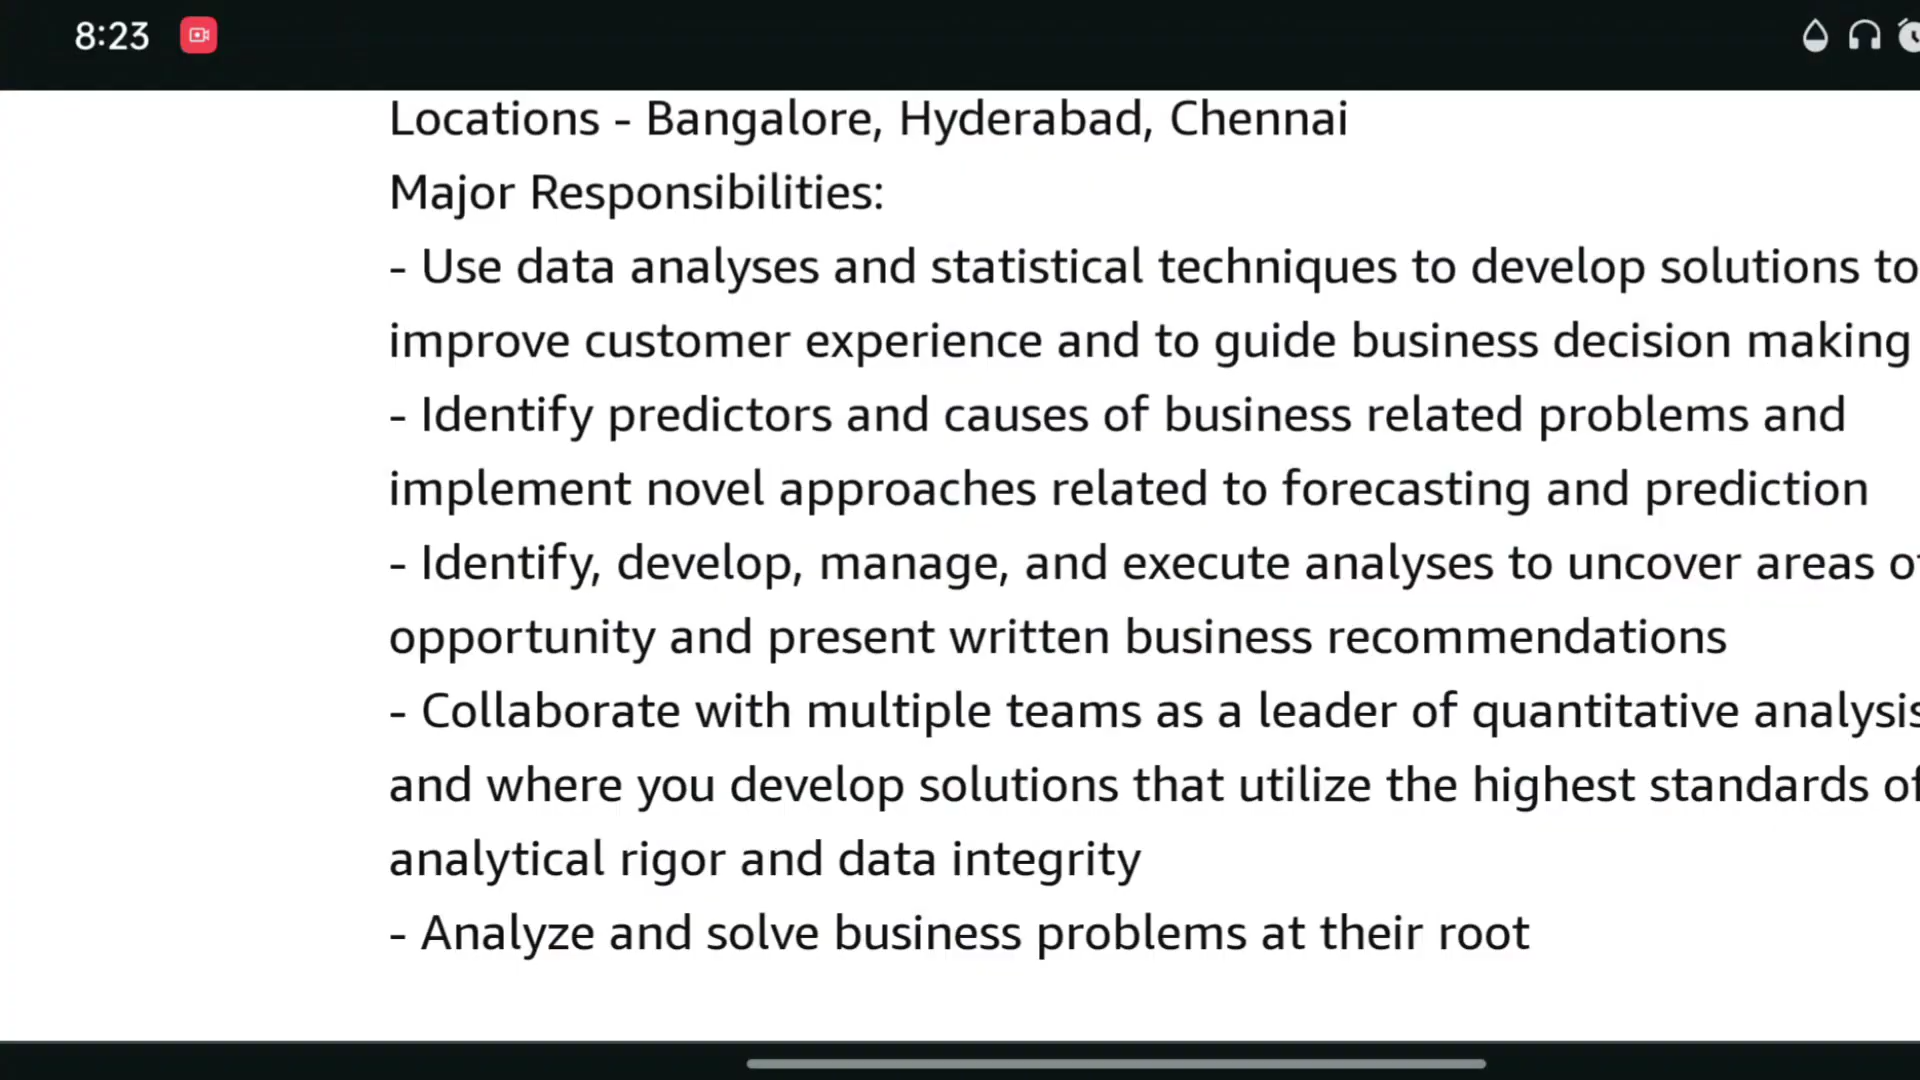 8:23
Locations - Bangalore, Hyderabad, Chennai
Major Responsibilities:
- Use data analyses and statistical techniques to develop solutions to
improve customer experience and to guide business decision making
- Identify predictors and causes of business related problems and
implement novel approaches related to forecasting and prediction
- Identify, develop, manage, and execute analyses to uncover areas of
opportunity and present written business recommendations
- Collaborate with multiple teams as a leader of quantitative analysis
and where you develop solutions that utilize the highest standards of
analytical rigor and data integrity
- Analyze and solve business problems at their root